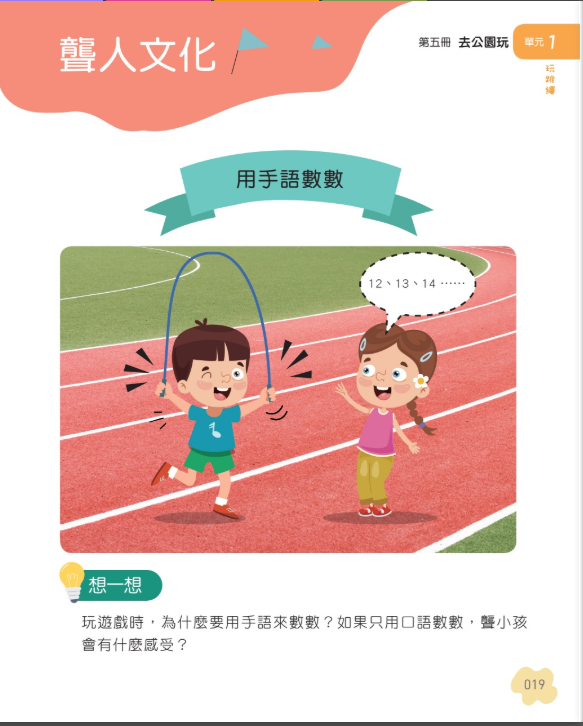 聾人文化
第五冊 去公園玩
單元 1
玩跳繩
用手語數數
12、13、14 ⋯⋯
想一想
玩遊戲時，為什麼要用手語來數數？如果只用口語數數，聾小孩
會有什麼感受？
019